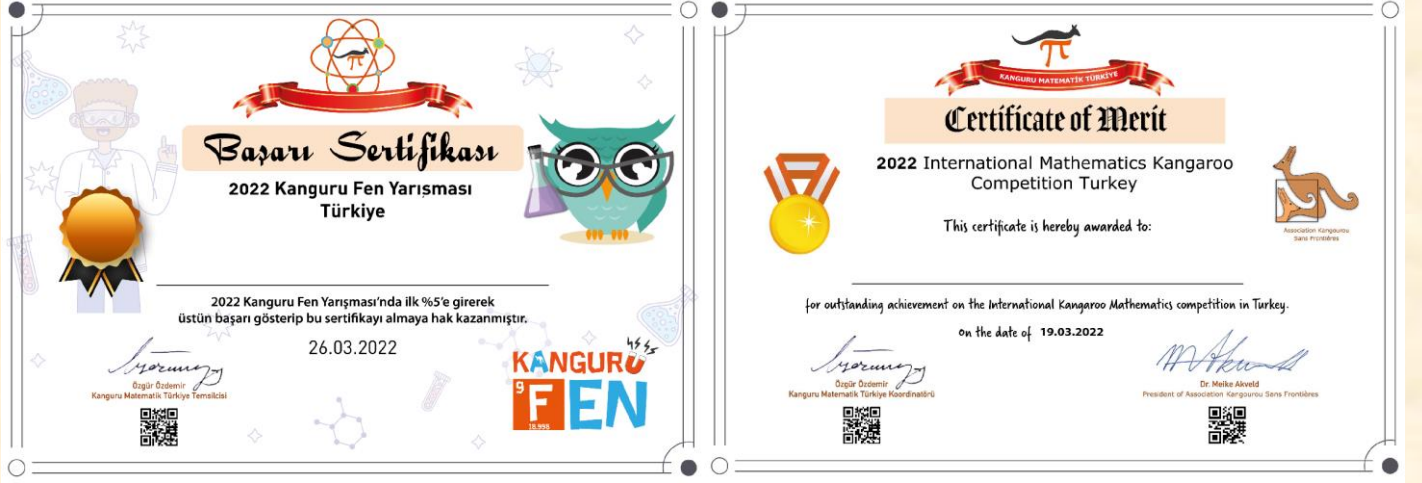 Başarı Sertifikası
2022 Kanguru Fen Yarışması
Türkiye
2022 Kanguru Fen Yarışması'nda ilk %5'e girerek
üstün başarı gösterip bu sertifikayı almaya hak kazanmıştır.
26.03.2022
Özgür Özdemir
Kanguru Matematik Türkiye Temsilcisi
KANGURU
9
FEN
18.998
KANGURU MATEMATİK TÜRKİYE
Certificate of Merit
2022 International Mathematics Kangaroo
Competition Turkey
This certificate is hereby awarded to:
Association Kangourou
Sans Frontières
for outstanding achievement on the International Kangaroo Mathematics competition in Turkey.
On the date of 19.03.2022
Özgür Özdemir
Kanguru Matematik Türkiye Koordinatörü
Dr. Meike Akveld
President of Association Kangourou Sans Frontières